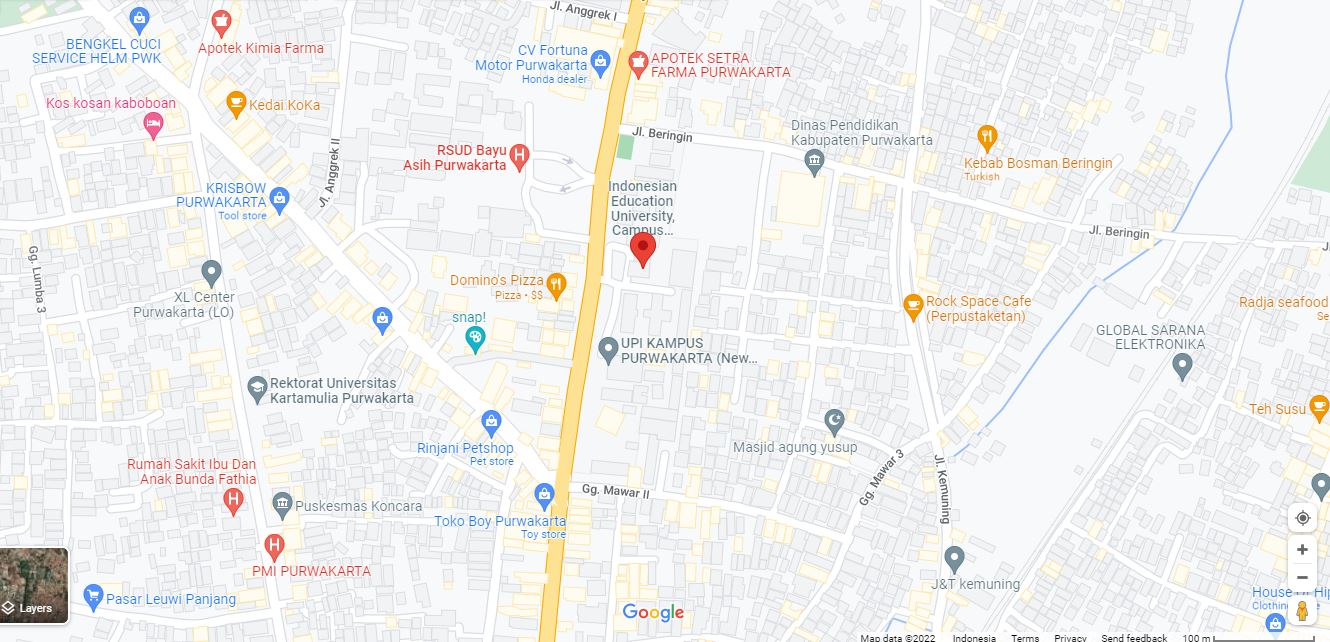 Jl. Anggrek I
BENGKEL CUCI
SERVICE HELM PWK
Apotek Kimia Farma
CV Fortuna
Motor Purwakarta
Honda dealer
APOTEK SETRA
FARMA PURWAKARTA
Kos kosan kaboboan
Kedai KoKa
Jl. Anggrek II
RSUD Bayu
Asih Purwakarta
Jl. Beringin
Dinas Pendidikan
Kabupaten Purwakarta
Kebab Bosman Beringin
Turkish
KRISBOW
PURWAKARTA
Tool store
Indonesian
Education
University,
Campus...
Jl. Beringin
Gg. Lumba 3
XL Center
Purwakarta (LO)
Domino's Pizza
Pizza • $$
snap!
Rock Space Cafe
(Perpustaketan)
Radja seafood
GLOBAL SARANA
ELEKTRONIKA
UPI KAMPUS
PURWAKARTA (New...
Rektorat Universitas
Kartamulia Purwakarta
Teh Susu
Rinjani Petshop
Pet store
Masjid agung yusup
Rumah Sakit Ibu Dan
Anak Bunda Fathia
Gg. Mawar 3
Jl. Kemuning
Gg. Mawar II
Puskesmas Koncara
Toko Boy Purwakarta
Toy store
PMI PURWAKARTA
J&T kemuning
Pasar Leuwi Panjang
Layers
Google
Map data ©2022
Indonesia
Terms
Privacy
Send feedback
100 m